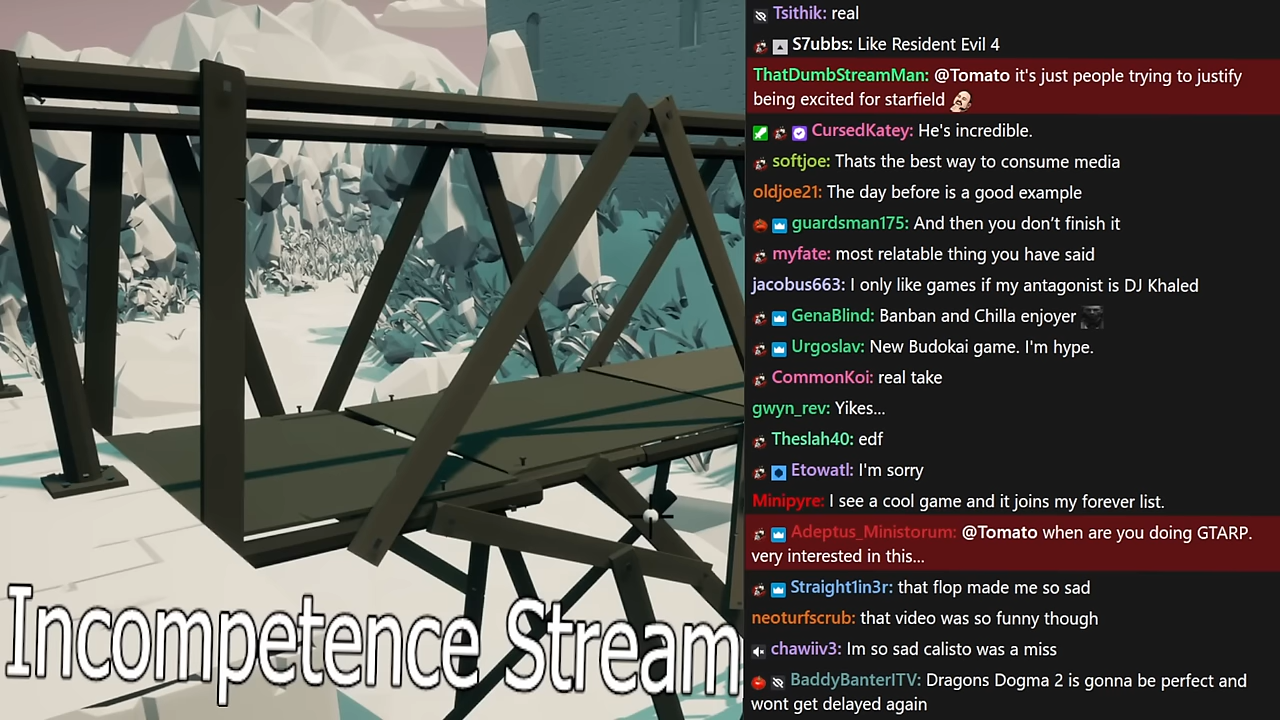 Tsithik: real
S7ubbs: Like Resident Evil 4
ThatDumbStreamMan: @Tomato it's just people trying to justify
being excited for starfield
CursedKatey: He's incredible.
softjoe: Thats the best way to consume media
oldjoe21: The day before is a good example
guardsman175: And then you don’t finish it
myfate: most relatable thing you have said
jacobus663: I only like games if my antagonist is DJ Khaled
GenaBlind: Banban and Chilla enjoyer
Urgoslav: New Budokai game. I'm hype.
CommonKoi: real take
gwyn_rev: Yikes...
Theslah40: edf
Etowatl: I'm sorry
Minipyre: I see a cool game and it joins my forever list.
Adeptus_Ministorum: @Tomato when are you doing GTARP.
very interested in this...
Straight1in3r: that flop made me so sad
neoturfscrub: that video was so funny though
chawiiv3: Im so sad calisto was a miss
BaddyBanterITV: Dragons Dogma 2 is gonna be perfect and
wont get delayed again
Incompetence Stream